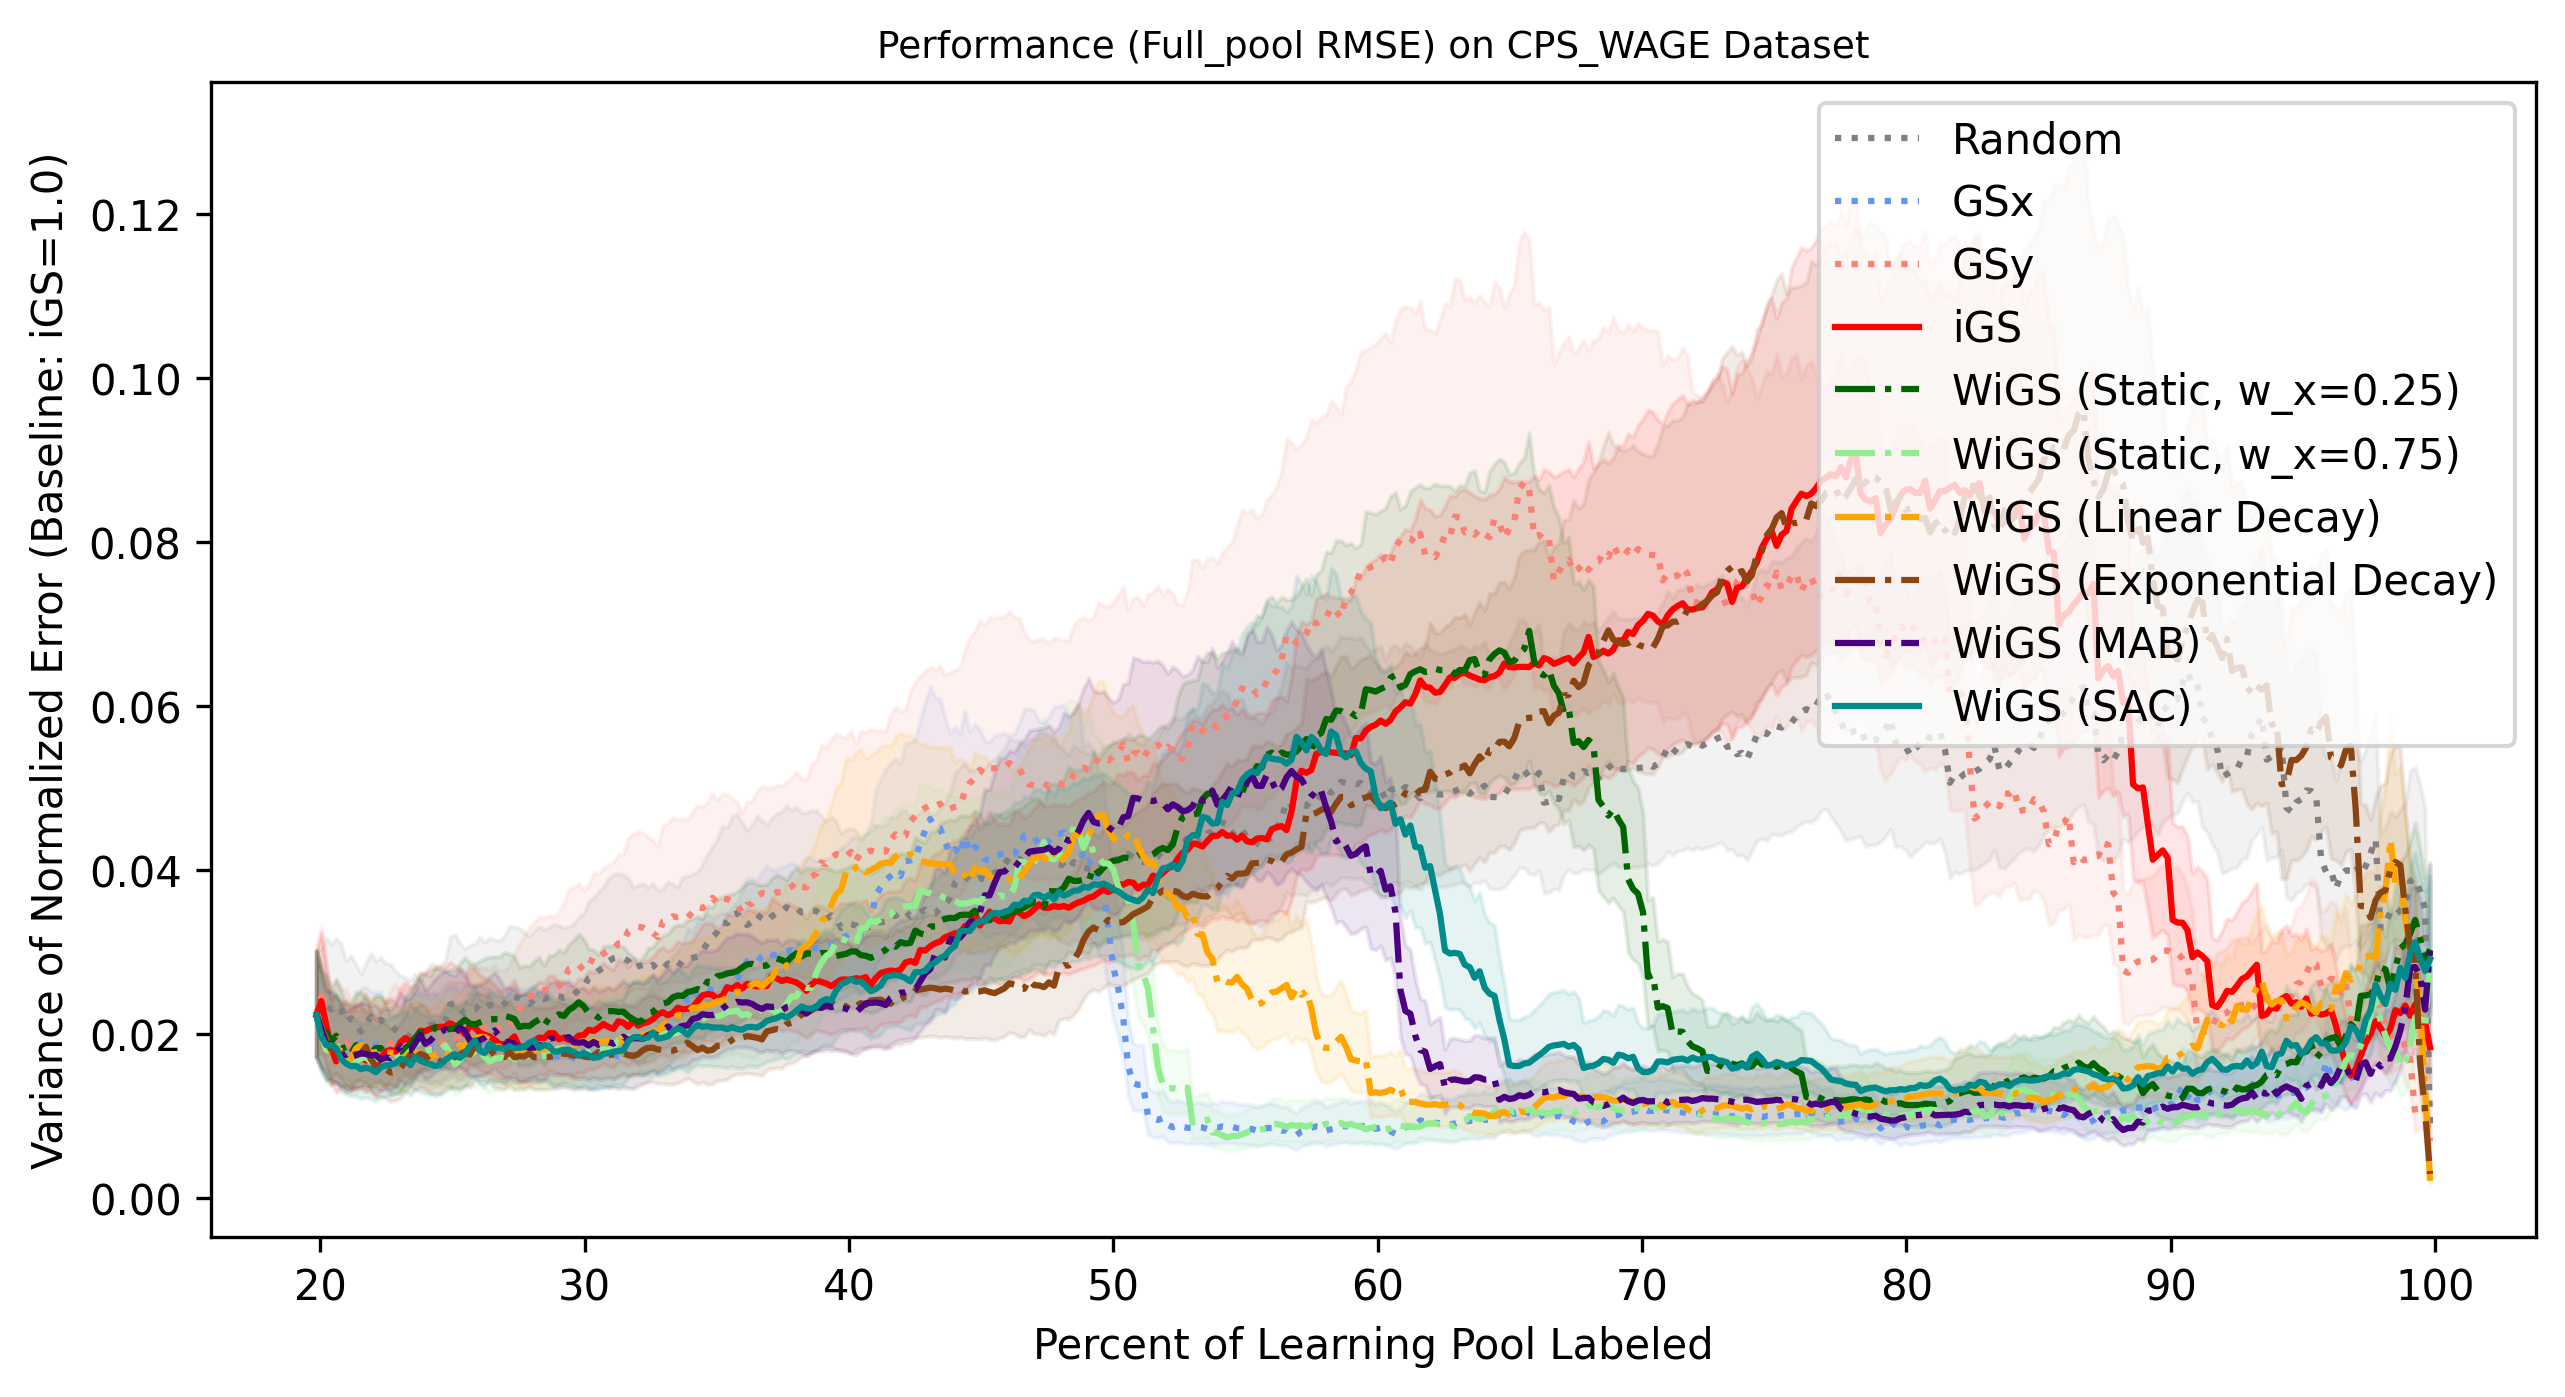 Performance (Full_pool RMSE) on CPS_WAGE Dataset
Variance of Normalized Error (Baseline: iGS=1.0)
0.12
0.10
0.08
0.06
0.04
0.02
0.00
Random
GSx
GSy
iGS
WiGS (Static, w_x=0.25)
WiGS (Static, w_x=0.75)
WiGS (Linear Decay)
WiGS (Exponential Decay)
WiGS (MAB)
WiGS (SAC)
20 30 40 50 60 70 80 90 100
Percent of Learning Pool Labeled